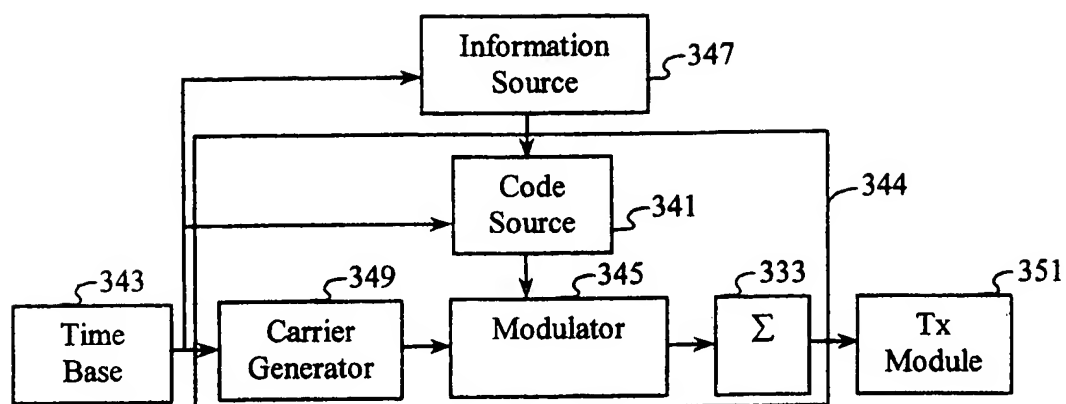 Information
Source
347
Code
Source
341
344
343
349
345
333
351
Time
Base
Carrier
Generator
Modulator
Σ
Tx
Module